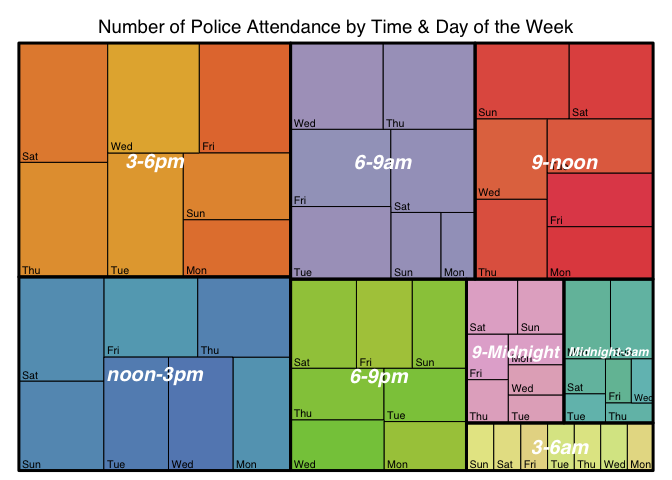 Number of Police Attendance by Time & Day of the Week
Sat
Wed
Fri
3-6pm
Sun
Thu
Tue
Mon
Wed
Thu
6-9am
Fri
Sat
Tue
Sun
Mon
Sun
Sat
9-noon
Wed
Fri
Thu
Mon
Fri
Thu
noon-3pm
Sat
Sun
Tue
Wed
Mon
Sat
Fri
Sun
6-9pm
Thu
Tue
Wed
Mon
Sat
Sun
9-Midnight
Mon
Fri
Wed
Thu
Tue
Midnight-3am
Sat
Fri
Wed
Tue
Thu
3-6am
Sun
Sat
Fri
Tue
Thu
Wed
Mon